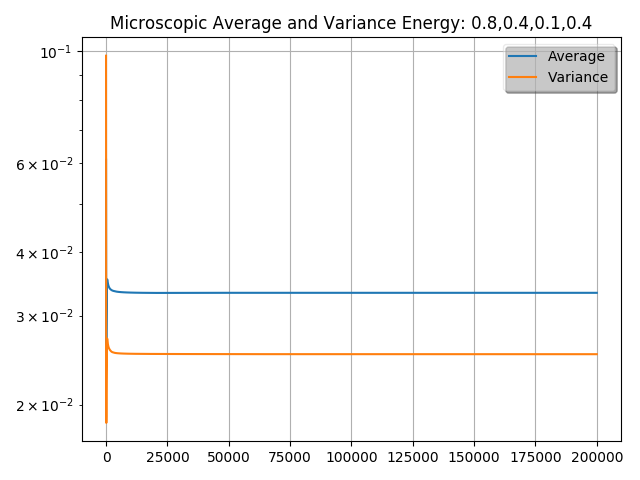 Microscopic Average and Variance Energy: 0.8,0.4,0.1,0.4
10⁻¹
Average
Variance
6 × 10⁻²
4 × 10⁻²
3 × 10⁻²
2 × 10⁻²
0 25000 50000 75000 100000 125000 150000 175000 200000